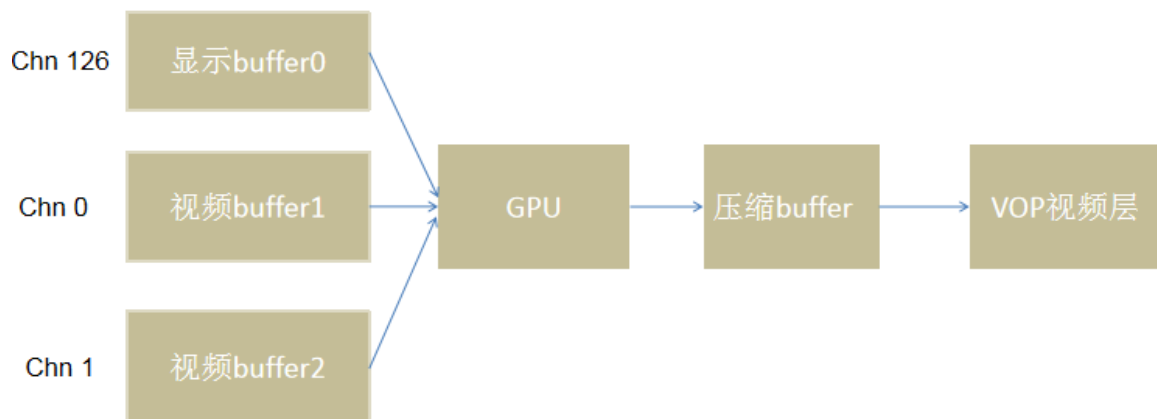 Chn 126
显示buffer0
Chn 0
视频buffer1
GPU
压缩buffer
VOP视频层
Chn 1
视频buffer2